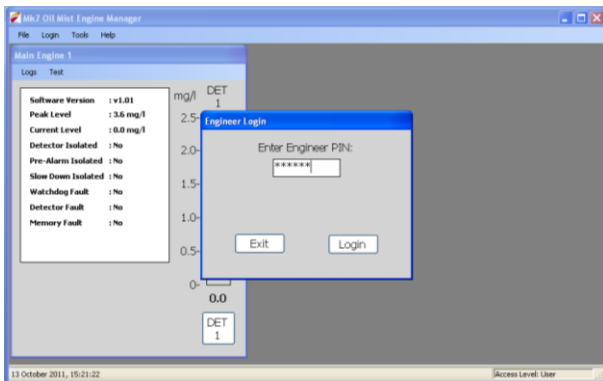 Mk7 Oil Mist Engine Manager
File Login Tools Help
Main Engine 1
Logs Test
Software Version : v1.01
Peak Level : 3.6 mg/l
Current Level : 0.0 mg/l
Detector Isolated : No
Pre-Alarm Isolated : No
Slow Down Isolated : No
Watchdog Fault : No
Detector Fault : No
Memory Fault : No
mg/l
DET
1
2.5-
2.0-
1.5-
1.0-
0.5-
0-
0.0
DET
1
Engineer Login
Enter Engineer PIN:
******
Exit Login
13 October 2011, 15:21:22 Access Level: User